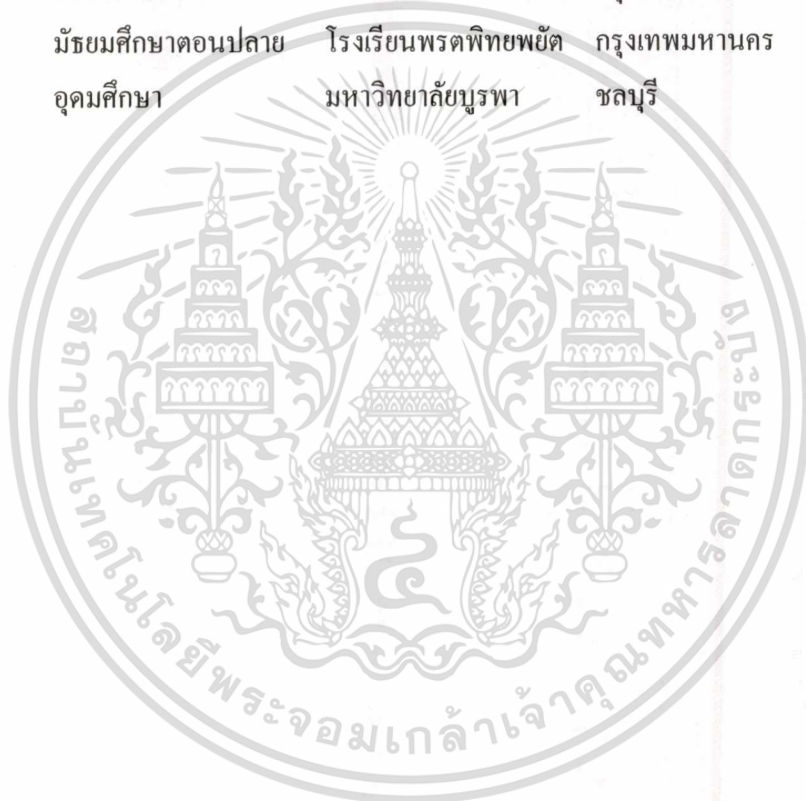 มัธยมศึกษาตอนปลาย โรงเรียนพรตพิทยพยัต กรุงเทพมหานคร
อุดมศึกษา มหาวิทยาลัยบูรพา ชลบุรี
สถาบันเทคโนโลยีพระจอมเกล้าเจ้าคุณทหารลาดกระบัง
๔